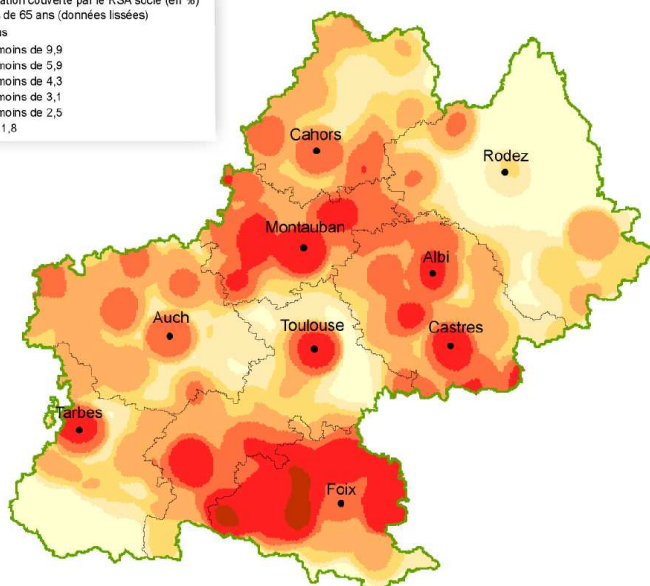 couverte par le RSA socle (en %)
de 65 ans (données lissées)
moins de 9,9
moins de 5,9
moins de 4,3
moins de 3,1
moins de 2,5
1,8
Cahors
Rodez
Montauban
Albi
Auch
Toulouse
Castres
Tarbes
Foix